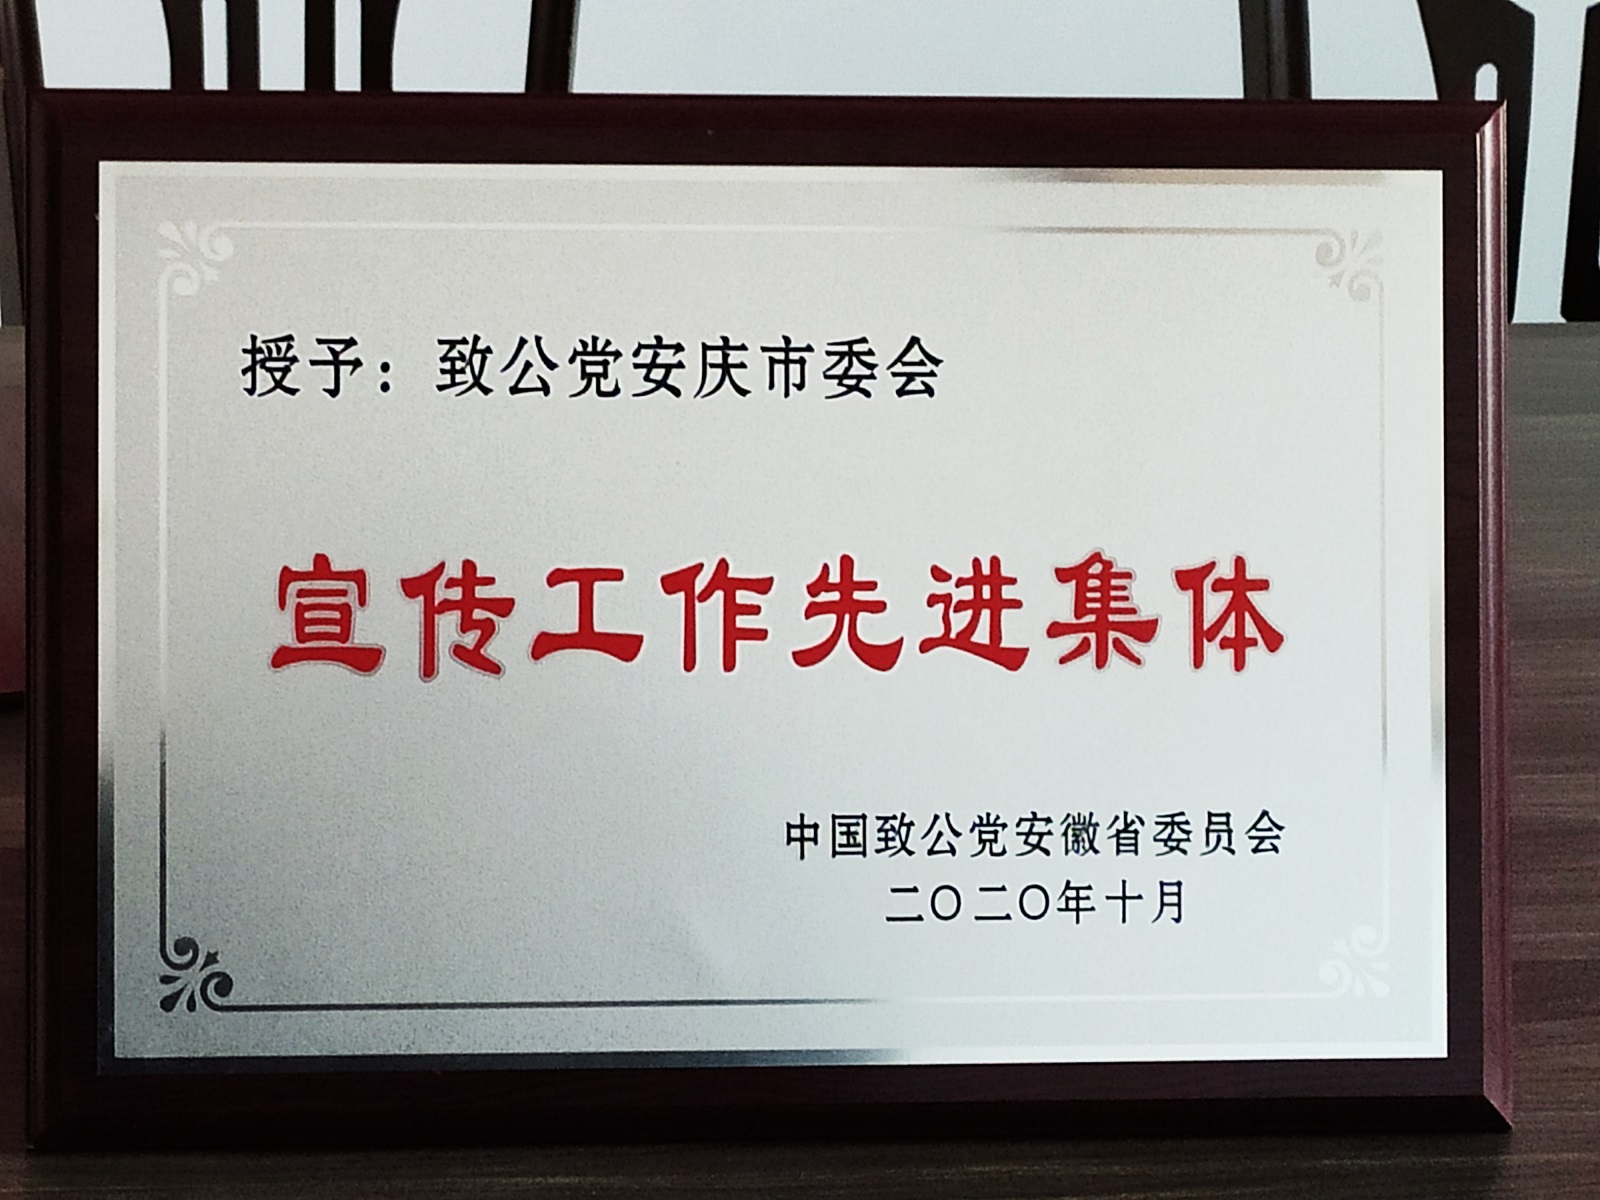 授予：致公党安庆市委会
宣传工作先进集体
中国致公党安徽省委员会
二〇二〇年十月